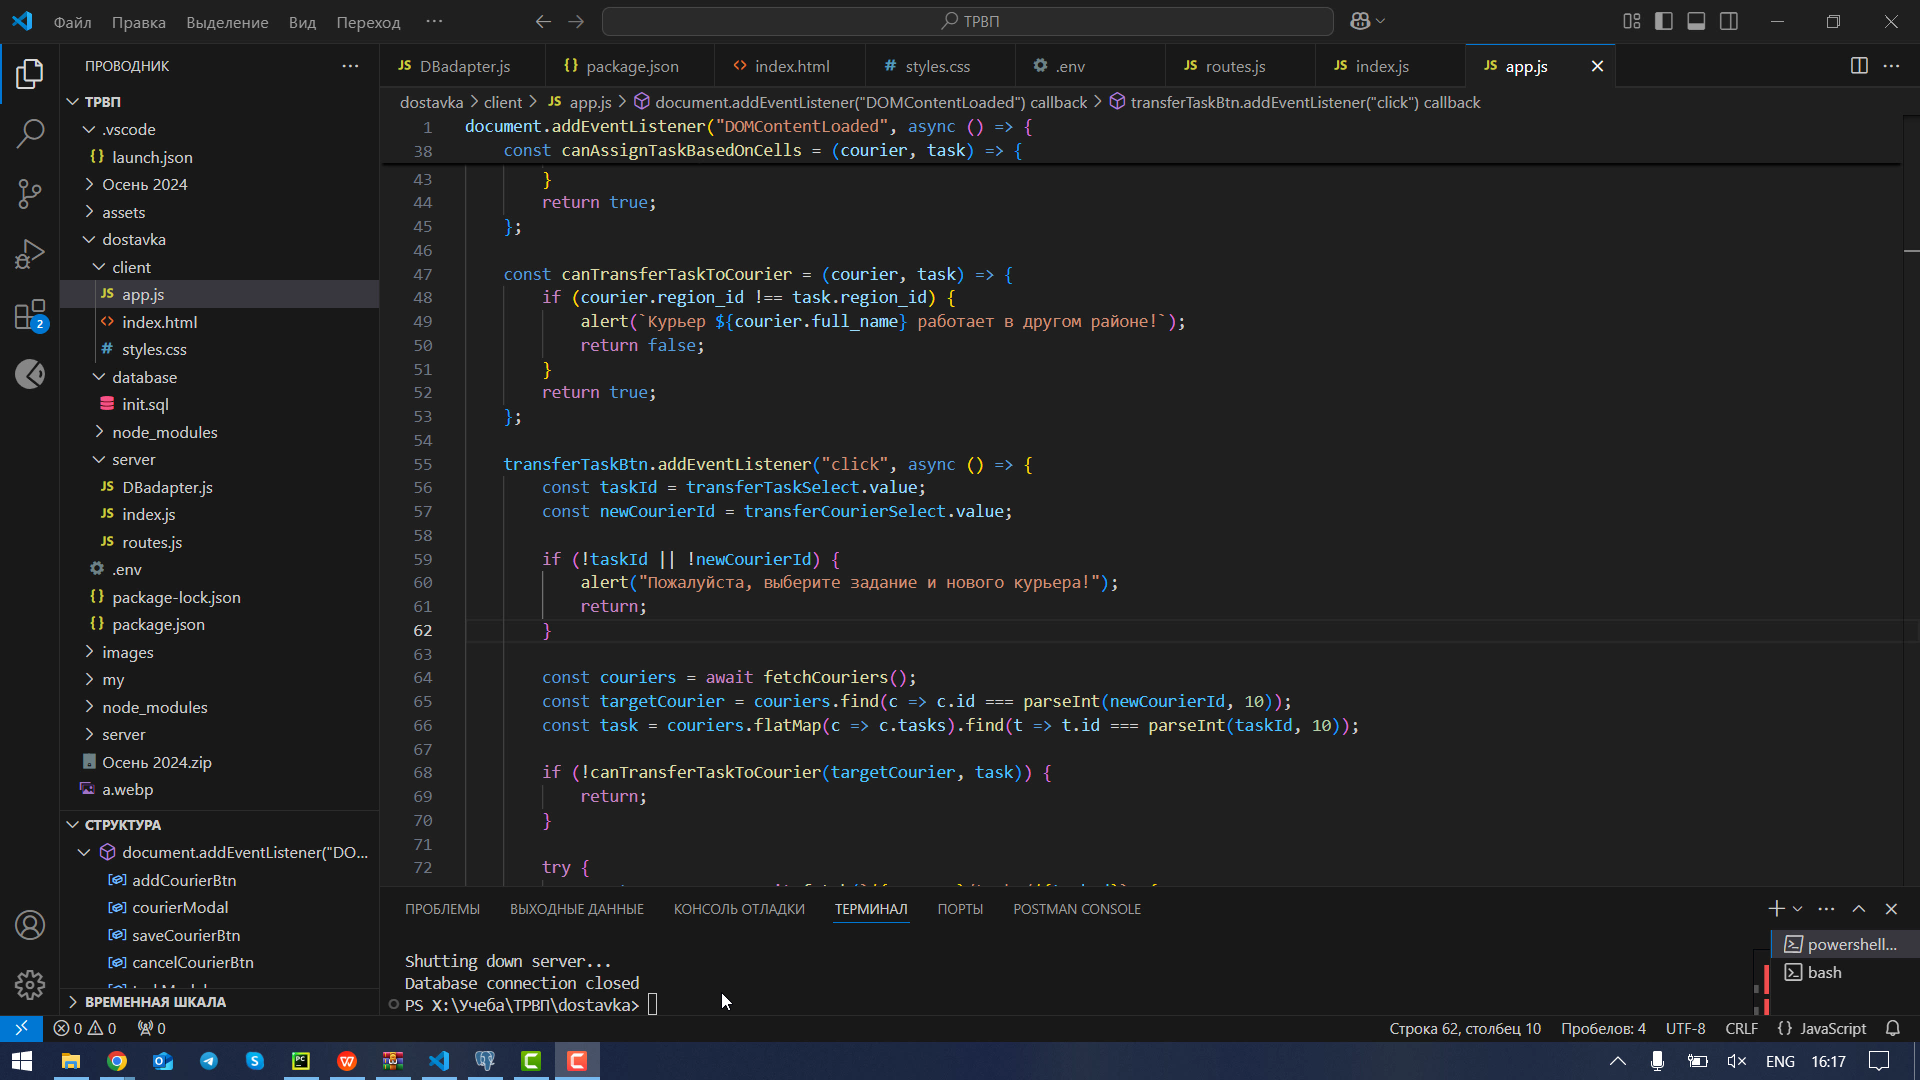 Файл Правка Выделение Вид Переход ··· ТРВП
ПРОВОДНИК
ТРВП
.vscode
{} launch.json
Осень 2024
assets
dostavka
client
JS app.js
<> index.html
# styles.css
database
init.sql
node_modules
server
JS DBadapter.js
JS index.js
JS routes.js
.env
{} package-lock.json
{} package.json
images
my
node_modules
server
Осень 2024.zip
a.webp
СТРУКТУРА
document.addEventListener("DO...
addCourierBtn
courierModal
saveCourierBtn
cancelCourierBtn
ВРЕМЕННАЯ ШКАЛА
2
JS DBadapter.js {} package.json <> index.html # styles.css .env JS routes.js JS index.js JS app.js
dostavka > client > JS app.js > document.addEventListener("DOMContentLoaded") callback > transferTaskBtn.addEventListener("click") callback
1 document.addEventListener("DOMContentLoaded", async () => {
38 const canAssignTaskBasedOnCells = (courier, task) => {
43 }
44 return true;
45 };
46
47 const canTransferTaskToCourier = (courier, task) => {
48 if (courier.region_id !== task.region_id) {
49 alert(`Курьер ${courier.full_name} работает в другом районе!`);
50 return false;
51 }
52 return true;
53 };
54
55 transferTaskBtn.addEventListener("click", async () => {
56 const taskId = transferTaskSelect.value;
57 const newCourierId = transferCourierSelect.value;
58
59 if (!taskId || !newCourierId) {
60 alert("Пожалуйста, выберите задание и нового курьера!");
61 return;
62 }
63
64 const couriers = await fetchCouriers();
65 const targetCourier = couriers.find(c => c.id === parseInt(newCourierId, 10));
66 const task = couriers.flatMap(c => c.tasks).find(t => t.id === parseInt(taskId, 10));
67
68 if (!canTransferTaskToCourier(targetCourier, task)) {
69 return;
70 }
71
72 try {
ПРОБЛЕМЫ ВЫХОДНЫЕ ДАННЫЕ КОНСОЛЬ ОТЛАДКИ ТЕРМИНАЛ ПОРТЫ POSTMAN CONSOLE
Shutting down server...
Database connection closed
PS X:\Учеба\ТРВП\dostavka>
powershell...
bash
0 0 0 Строка 62, столбец 10 Пробелов: 4 UTF-8 CRLF {} JavaScript
ENG 16:17